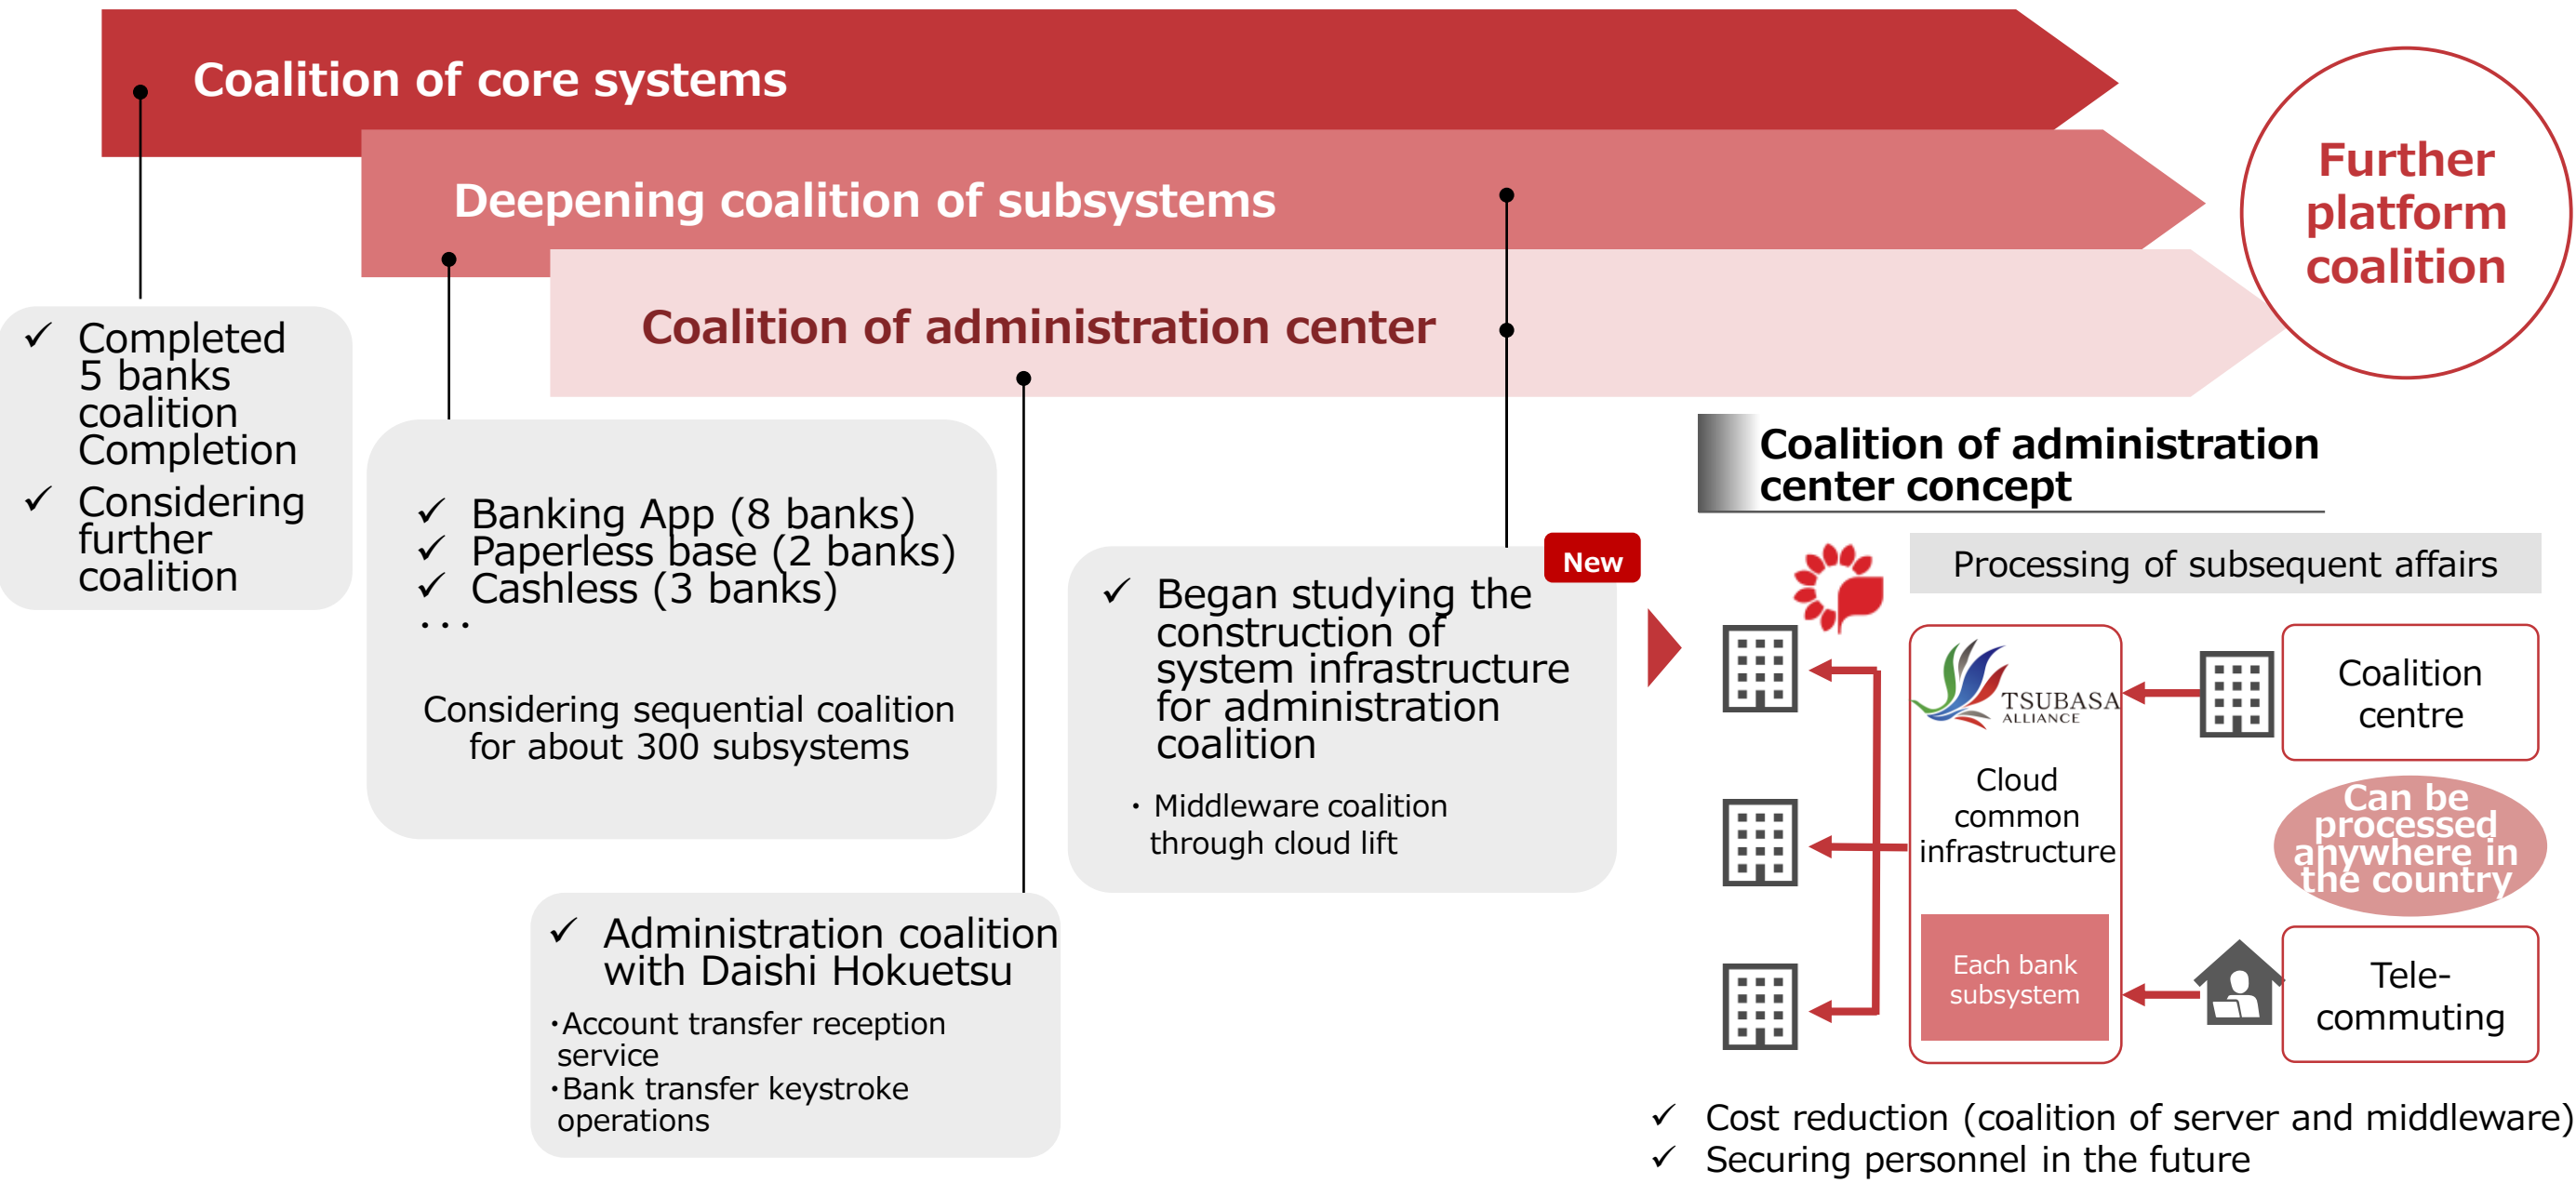 Coalition of core systems
Deepening coalition of subsystems
Coalition of administration center
Further
platform
coalition
✓ Completed
5 banks
coalition
Completion
✓ Considering
further
coalition
✓ Banking App (8 banks)
✓ Paperless base (2 banks)
✓ Cashless (3 banks)
・・・
Considering sequential coalition
for about 300 subsystems
✓ Administration coalition
with Daishi Hokuetsu
・Account transfer reception
service
・Bank transfer keystroke
operations
New
✓ Began studying the
construction of
system infrastructure
for administration
coalition
・Middleware coalition
through cloud lift
Coalition of administration
center concept
Processing of subsequent affairs
TSUBASA
ALLIANCE
Cloud
common
infrastructure
Each bank
subsystem
Coalition
centre
Can be
processed
anywhere in
the country
Tele-
commuting
✓ Cost reduction (coalition of server and middleware)
✓ Securing personnel in the future